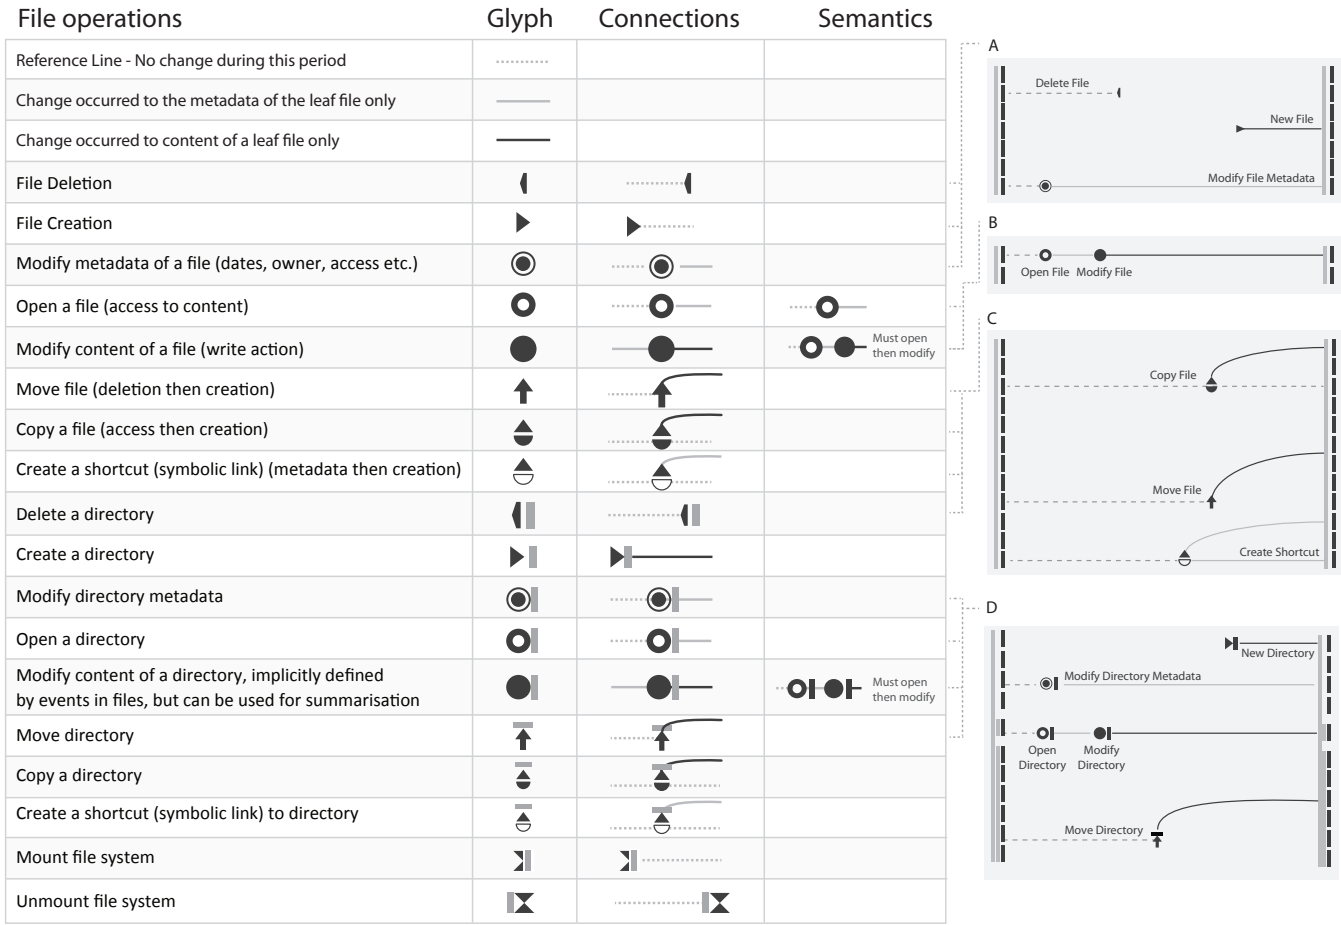 File operations Glyph Connections Semantics
Reference Line - No change during this period
Change occurred to the metadata of the leaf file only
Change occurred to content of a leaf file only
File Deletion
File Creation
Modify metadata of a file (dates, owner, access etc.)
Open a file (access to content)
Modify content of a file (write action)
Must open
then modify
Move file (deletion then creation)
Copy a file (access then creation)
Create a shortcut (symbolic link) (metadata then creation)
Delete a directory
Create a directory
Modify directory metadata
Open a directory
Modify content of a directory, implicitly defined
by events in files, but can be used for summarisation
Must open
then modify
Move directory
Copy a directory
Create a shortcut (symbolic link) to directory
Mount file system
Unmount file system
A
Delete File
New File
Modify File Metadata
B
Open File Modify File
C
Copy File
Move File
Create Shortcut
D
New Directory
Modify Directory Metadata
Open
Directory
Modify
Directory
Move Directory